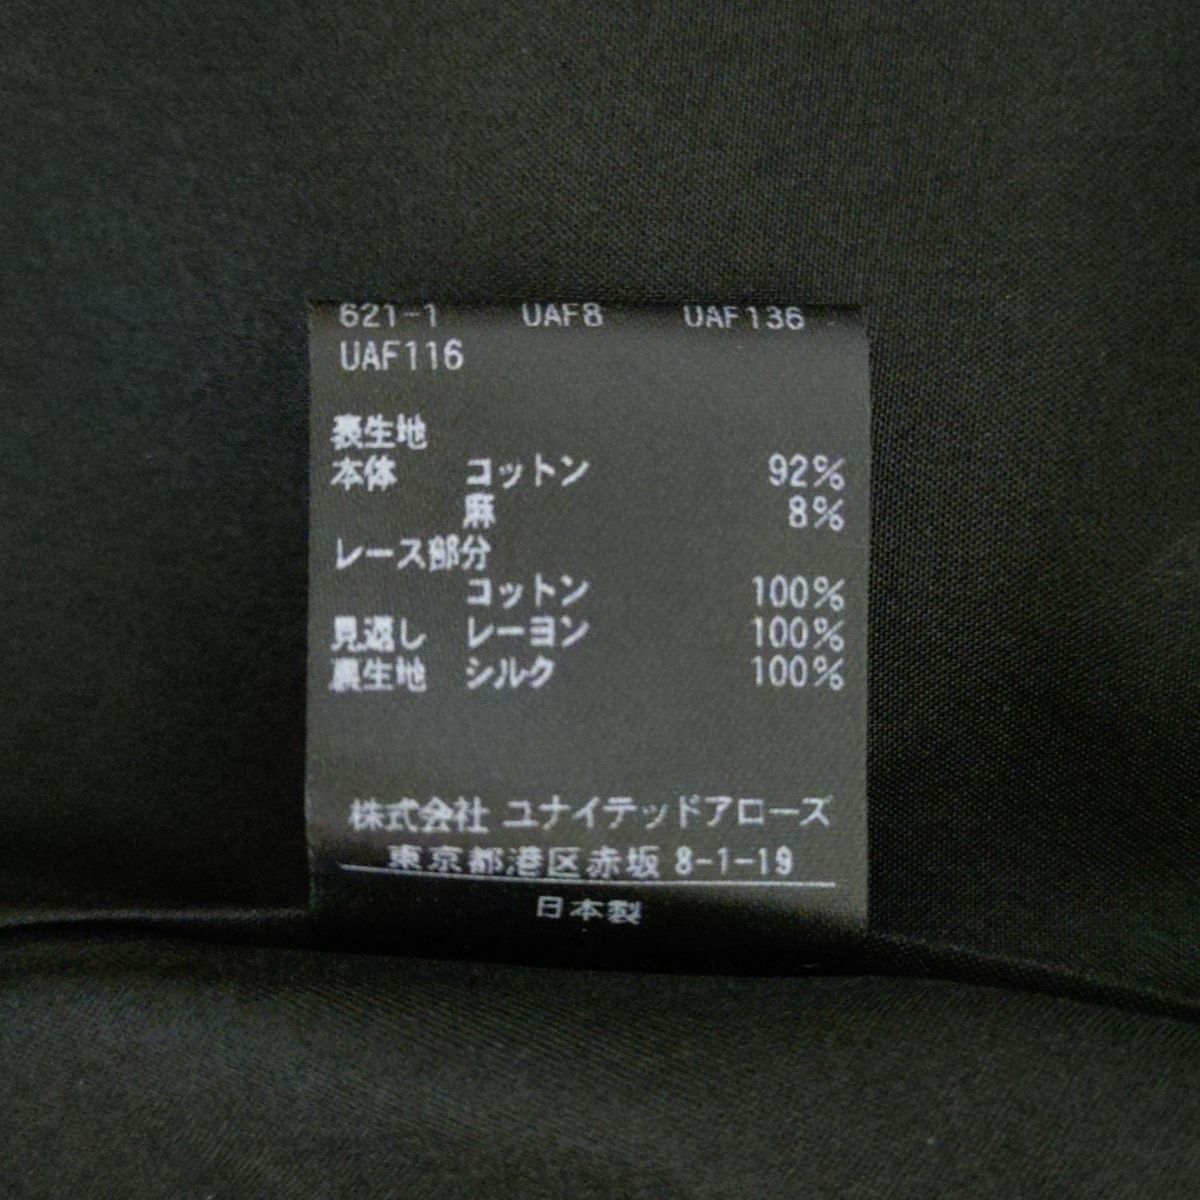 621-1 UAF8 UAF136
UAF116
表生地
本体 コットン 92%
麻 8%
レース部分
コットン 100%
見返し レーヨン 100%
裏生地 シルク 100%
株式会社 ユナイテッドアローズ
東京都港区赤坂 8-1-19
日本製